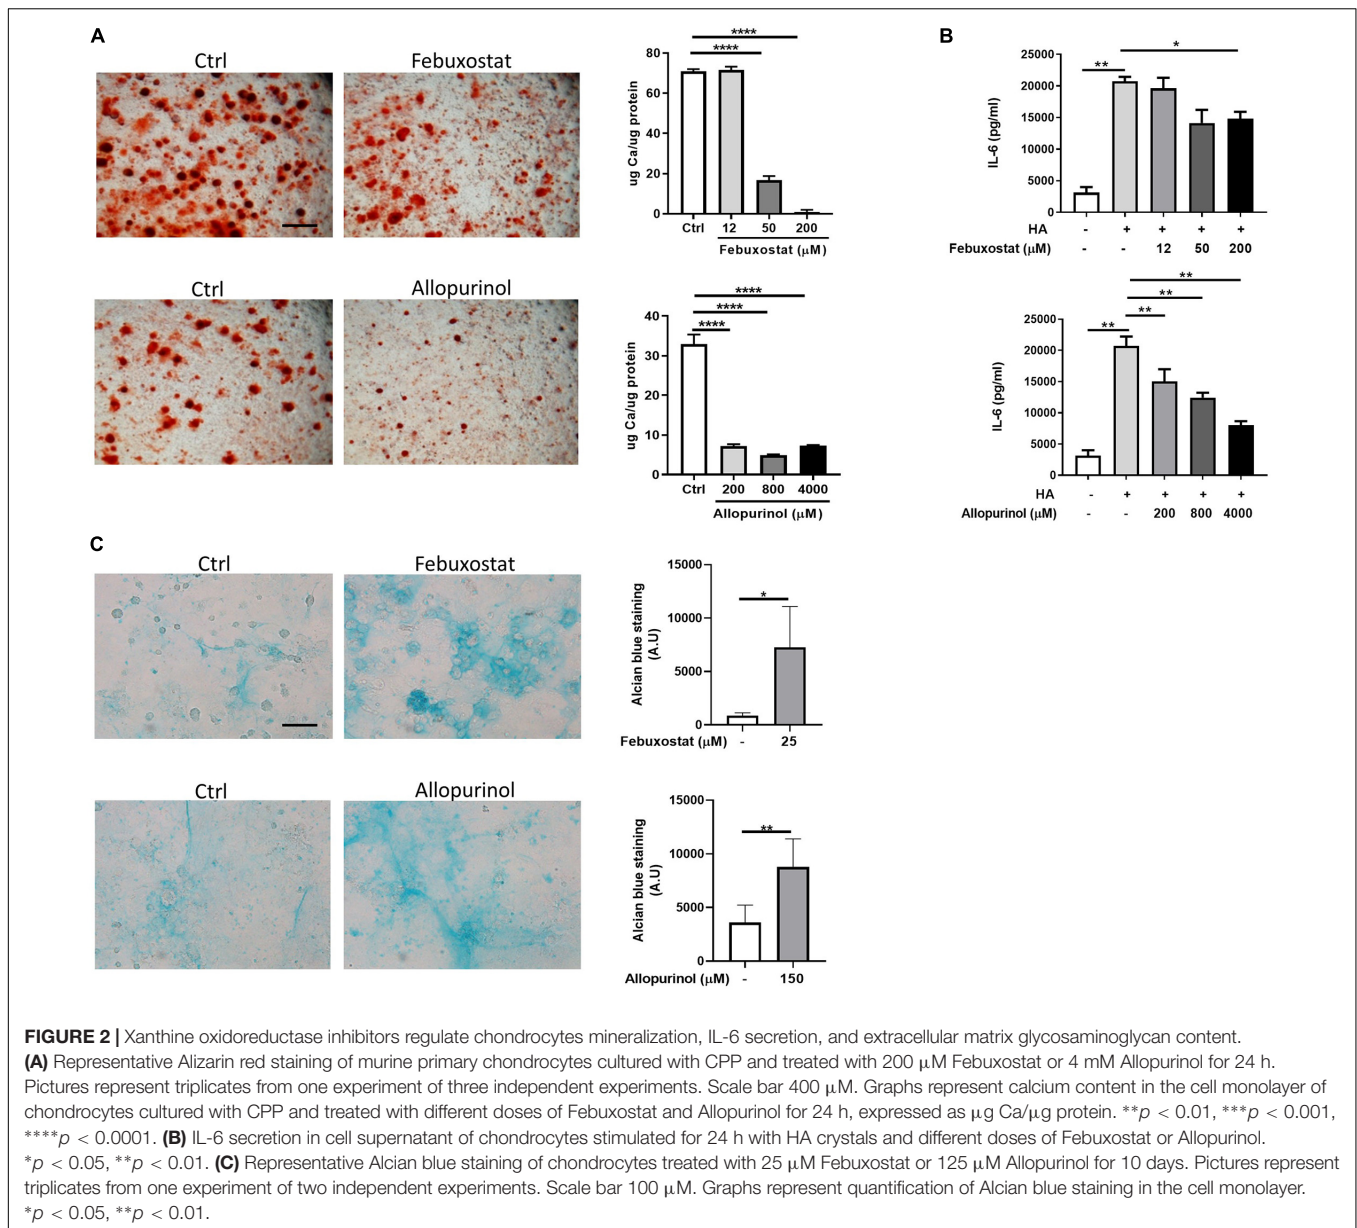 A
Ctrl
Febuxostat
****
****
80
60
40
20
0
ug Ca/ug protein
Ctrl 12 50 200
Febuxostat (μM)
Ctrl
Allopurinol
****
****
****
40
30
20
10
0
ug Ca/ug protein
Ctrl 200 800 4000
Allopurinol (μM)
B
*
**
25000
20000
15000
10000
5000
0
IL-6 (pg/ml)
HA - + + + +
Febuxostat (μM) - - 12 50 200
**
**
**
**
25000
20000
15000
10000
5000
0
IL-6 (pg/ml)
HA - + + + +
Allopurinol (μM) - - 200 800 4000
C
Ctrl
Febuxostat
15000
10000
5000
0
Alcian blue staining
(A.U)
*
Febuxostat (μM) - 25
Ctrl
Allopurinol
15000
10000
5000
0
Alcian blue staining
(A.U)
**
Allopurinol (μM) - 150
FIGURE 2 | Xanthine oxidoreductase inhibitors regulate chondrocytes mineralization, IL-6 secretion, and extracellular matrix glycosaminoglycan content.
(A) Representative Alizarin red staining of murine primary chondrocytes cultured with CPP and treated with 200 μM Febuxostat or 4 mM Allopurinol for 24 h.
Pictures represent triplicates from one experiment of three independent experiments. Scale bar 400 μM. Graphs represent calcium content in the cell monolayer of
chondrocytes cultured with CPP and treated with different doses of Febuxostat and Allopurinol for 24 h, expressed as μg Ca/μg protein. **p < 0.01, ***p < 0.001,
****p < 0.0001. (B) IL-6 secretion in cell supernatant of chondrocytes stimulated for 24 h with HA crystals and different doses of Febuxostat or Allopurinol.
*p < 0.05, **p < 0.01. (C) Representative Alcian blue staining of chondrocytes treated with 25 μM Febuxostat or 125 μM Allopurinol for 10 days. Pictures represent
triplicates from one experiment of two independent experiments. Scale bar 100 μM. Graphs represent quantification of Alcian blue staining in the cell monolayer.
*p < 0.05, **p < 0.01.